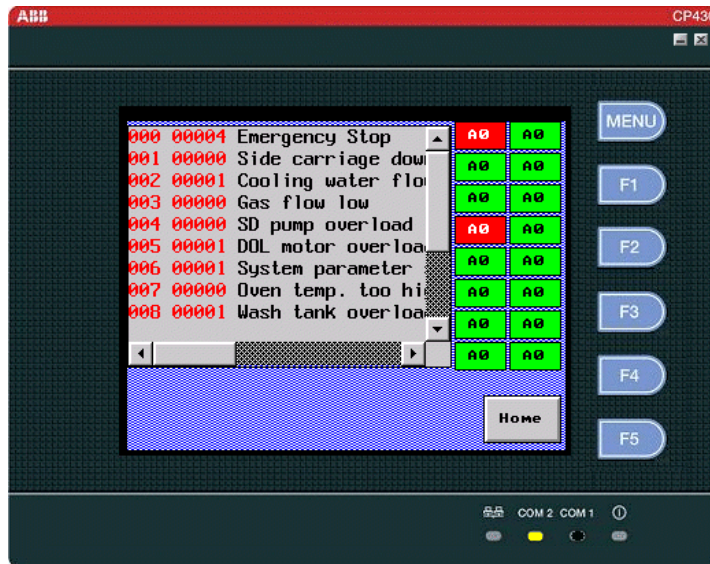 ABB
CP430
000 00004 Emergency Stop
001 00000 Side carriage down
002 00001 Cooling water flo
003 00000 Gas flow low
004 00000 SD pump overload
005 00001 DOL motor overloa
006 00001 System parameter
007 00000 Oven temp. too hi
008 00001 Wash tank overloa
A0 A0
A0 A0
A0 A0
A0 A0
A0 A0
A0 A0
A0 A0
A0 A0
Home
MENU
F1
F2
F3
F4
F5
COM 2 COM 1